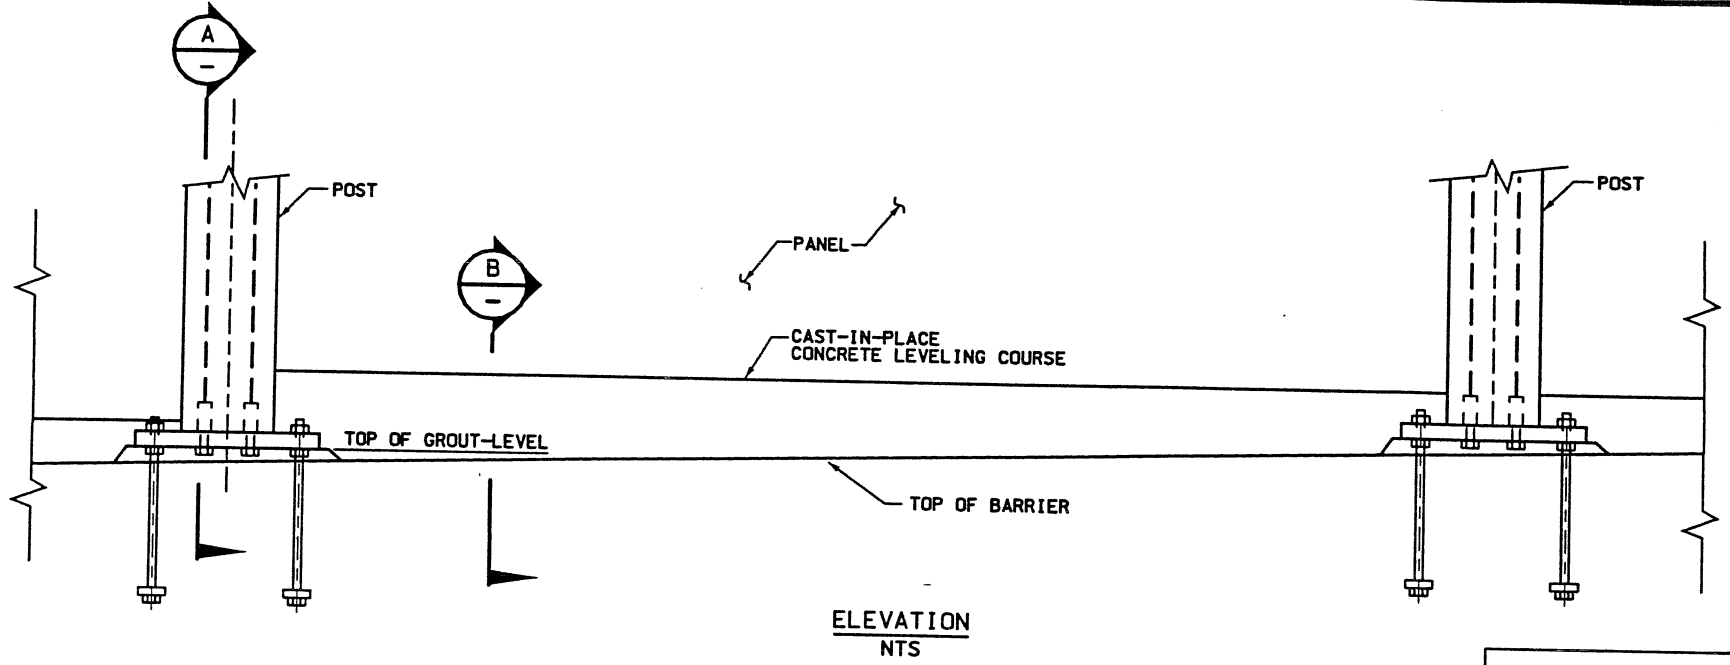 A
–
POST
POST
PANEL
B
–
CAST-IN-PLACE
CONCRETE LEVELING COURSE
TOP OF GROUT-LEVEL
TOP OF BARRIER
ELEVATION
NTS